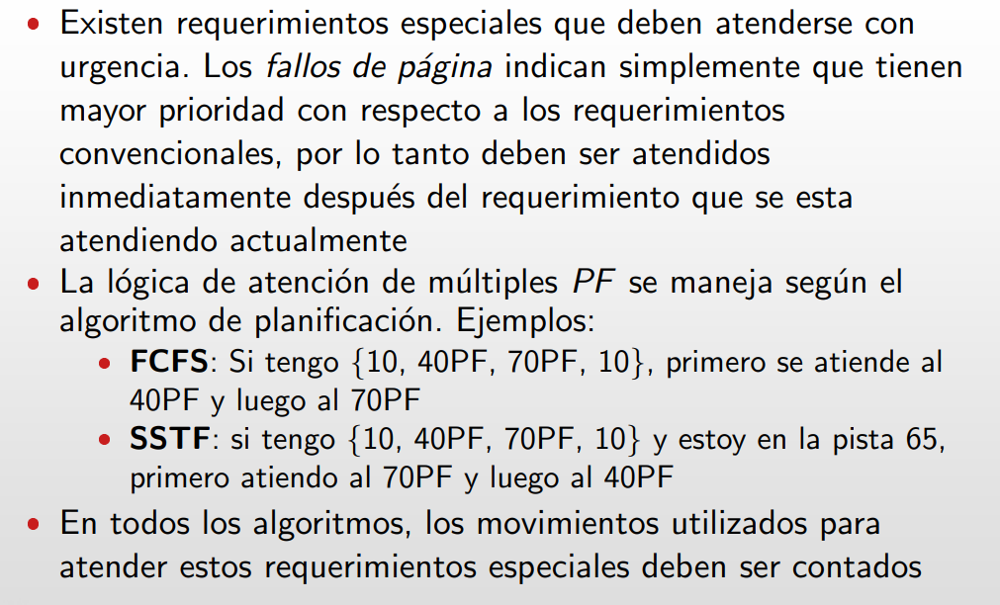 • Existen requerimientos especiales que deben atenderse con
urgencia. Los fallos de página indican simplemente que tienen
mayor prioridad con respecto a los requerimientos
convencionales, por lo tanto deben ser atendidos
inmediatamente después del requerimiento que se esta
atendiendo actualmente
• La lógica de atención de múltiples PF se maneja según el
algoritmo de planificación. Ejemplos:
• FCFS: Si tengo {10, 40PF, 70PF, 10}, primero se atiende al
40PF y luego al 70PF
• SSTF: si tengo {10, 40PF, 70PF, 10} y estoy en la pista 65,
primero atiendo al 70PF y luego al 40PF
• En todos los algoritmos, los movimientos utilizados para
atender estos requerimientos especiales deben ser contados